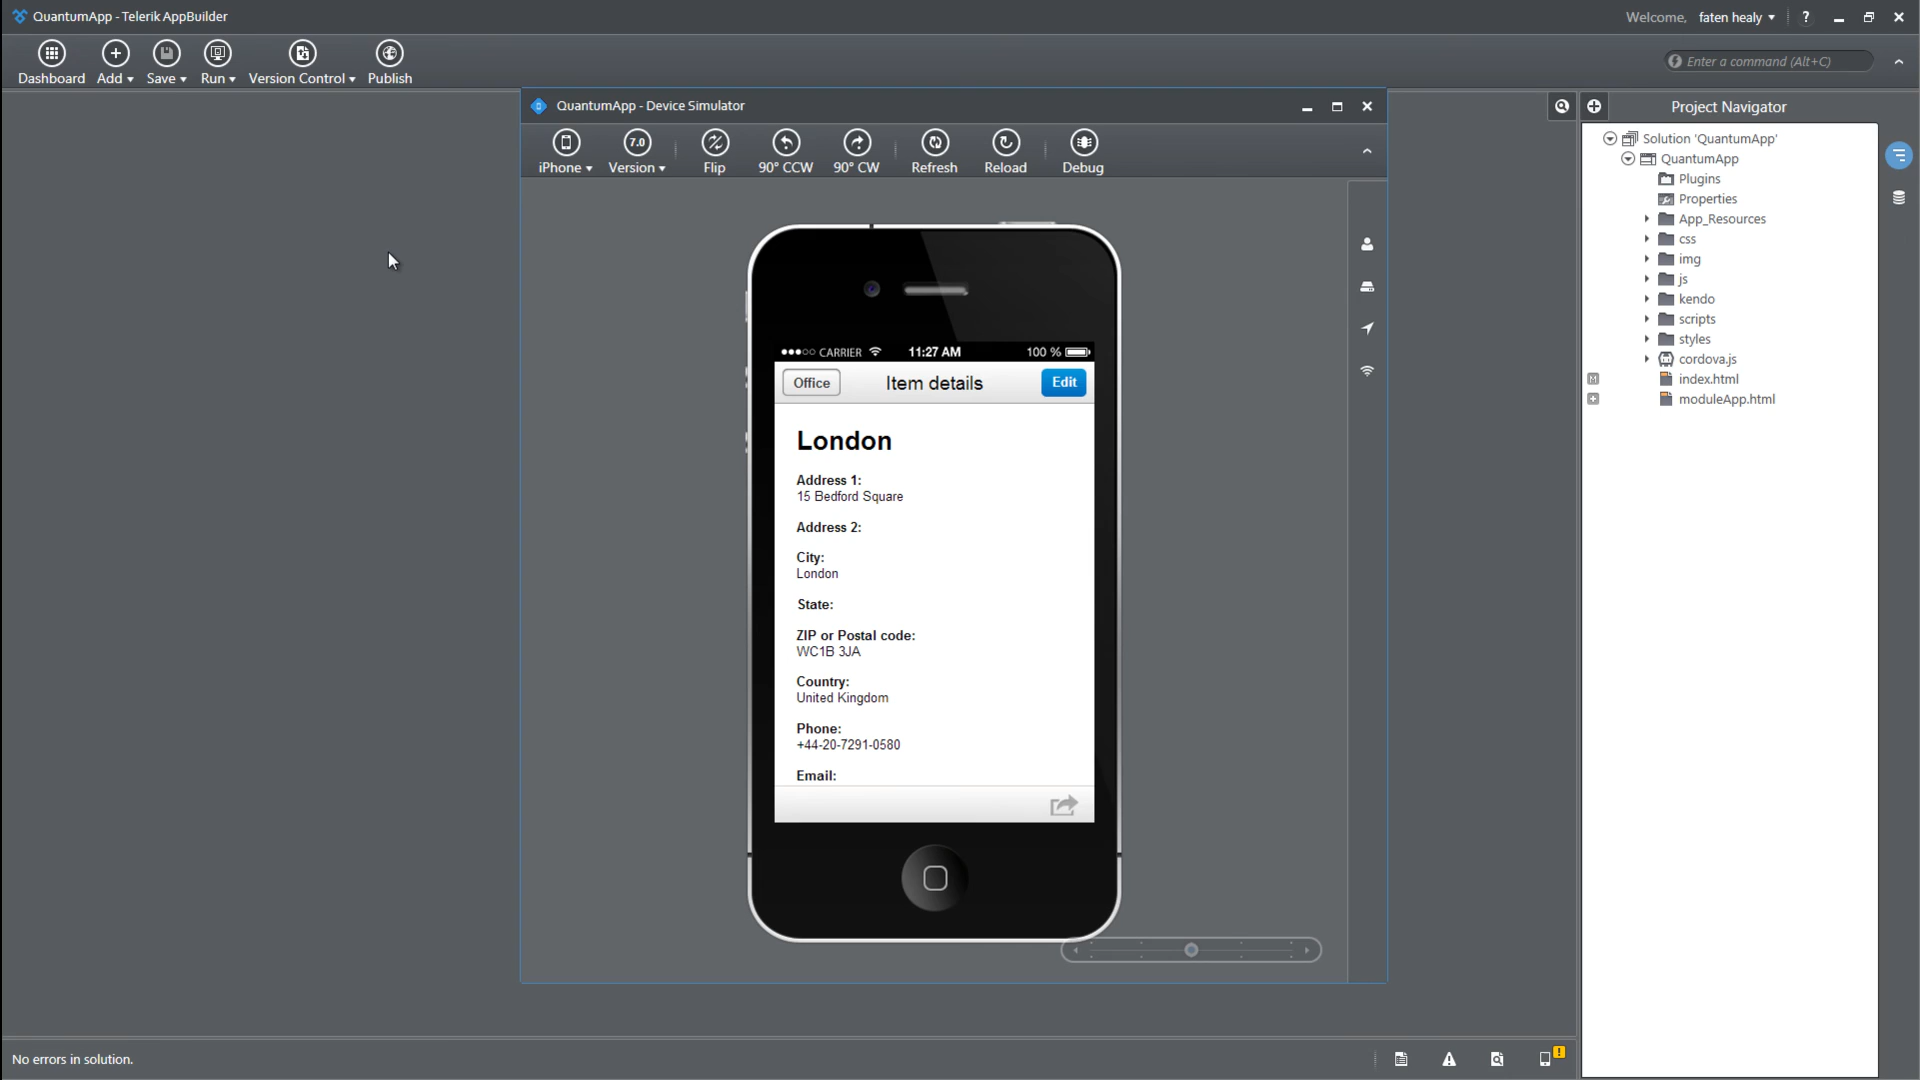 QuantumApp - Telerik AppBuilder
Welcome, faten healy ?
Dashboard Add Save Run Version Control Publish
Enter a command (Alt+C)
QuantumApp - Device Simulator
7.0
iPhone Version Flip 90° CCW 90° CW Refresh Reload Debug
CARRIER 11:27 AM 100 %
Office Item details Edit
London
Address 1:
15 Bedford Square
Address 2:
City:
London
State:
ZIP or Postal code:
WC1B 3JA
Country:
United Kingdom
Phone:
+44-20-7291-0580
Email:
Project Navigator
Solution 'QuantumApp'
QuantumApp
Plugins
Properties
App_Resources
css
img
js
kendo
scripts
styles
cordova.js
index.html
moduleApp.html
No errors in solution.